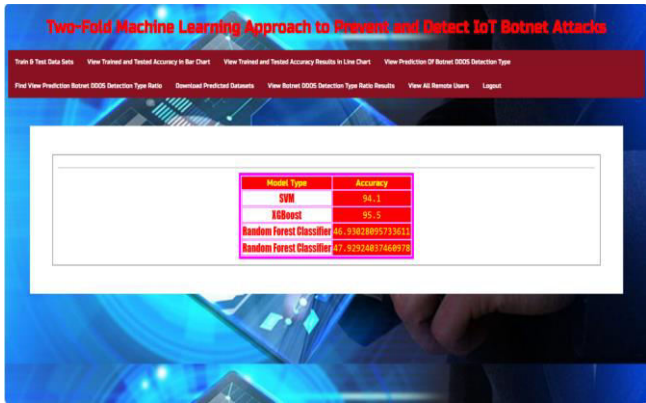 Two-Fold Machine Learning Approach to Prevent and Detect IoT Botnet Attacks
Train & Test Data Sets View Trained and Tested Accuracy in Bar Chart View Trained and Tested Accuracy Results in Line Chart View Prediction Of Botnet DDOS Detection Type
Find View Prediction Botnet DDOS Detection Type Ratio Download Predicted Datasets View Botnet DDOS Detection Type Ratio Results View All Remote Users Logout
Model Type Accuracy
SVM 94.1
XGBoost 95.5
Random Forest Classifier 46.93028095733611
Random Forest Classifier 47.92924037460978